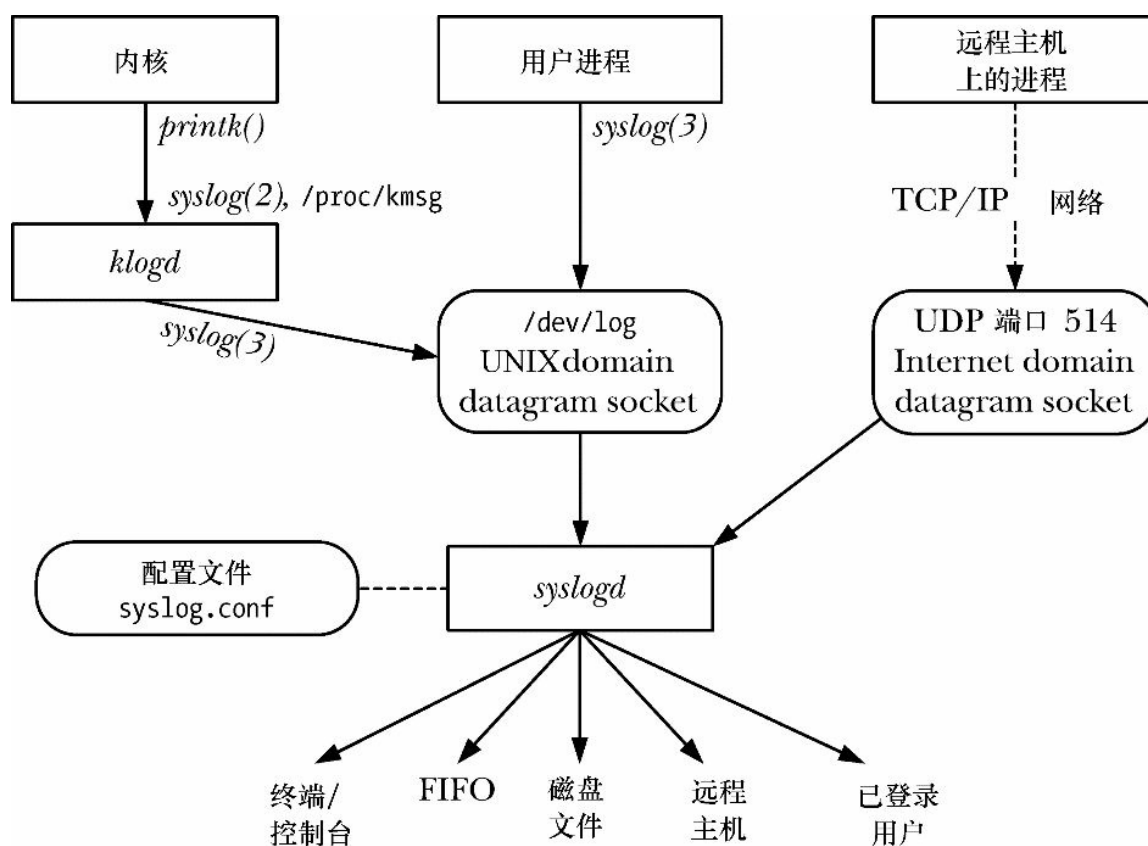 内核
用户进程
远程主机
上的进程
printk()
syslog(3)
syslog(2), /proc/kmsg
TCP/IP 网络
klogd
syslog(3)
/dev/log
UNIX domain
datagram socket
UDP 端口 514
Internet domain
datagram socket
配置文件
syslog.conf
syslogd
终端/
控制台
FIFO
磁盘
文件
远程
主机
已登录
用户